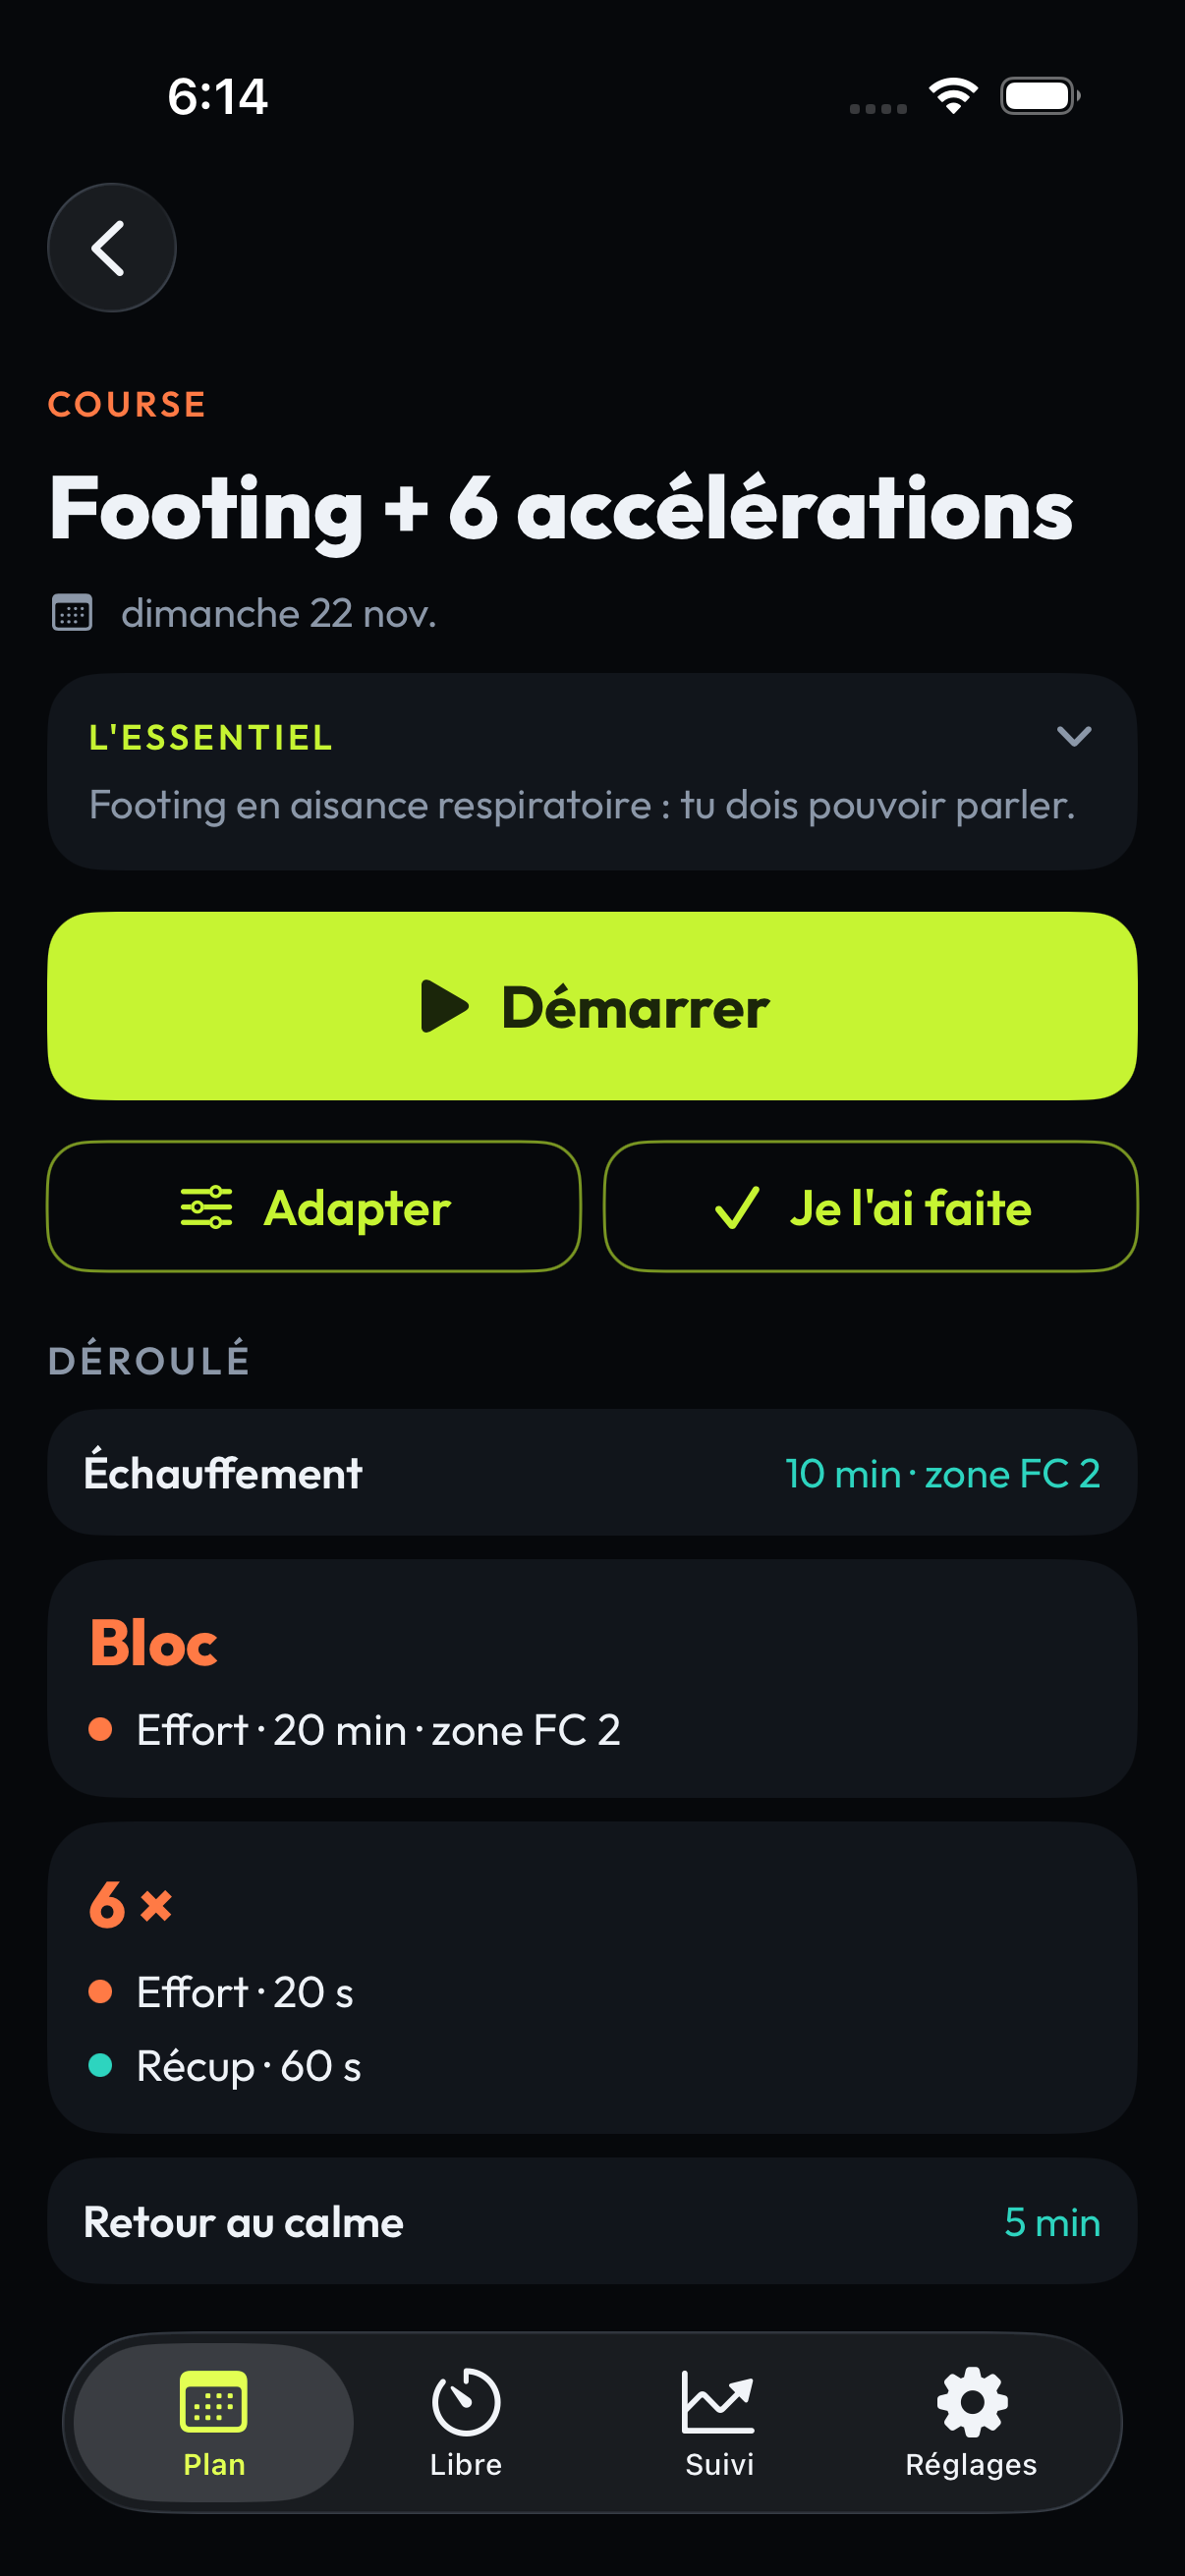 6:14
COURSE
Footing + 6 accélérations
dimanche 22 nov.
L'ESSENTIEL
Footing en aisance respiratoire : tu dois pouvoir parler.
Démarrer
Adapter
Je l'ai faite
DÉROULÉ
Échauffement
10 min · zone FC 2
Bloc
Effort · 20 min · zone FC 2
6 ×
Effort · 20 s
Récup · 60 s
Retour au calme
5 min
Plan
Libre
Suivi
Réglages